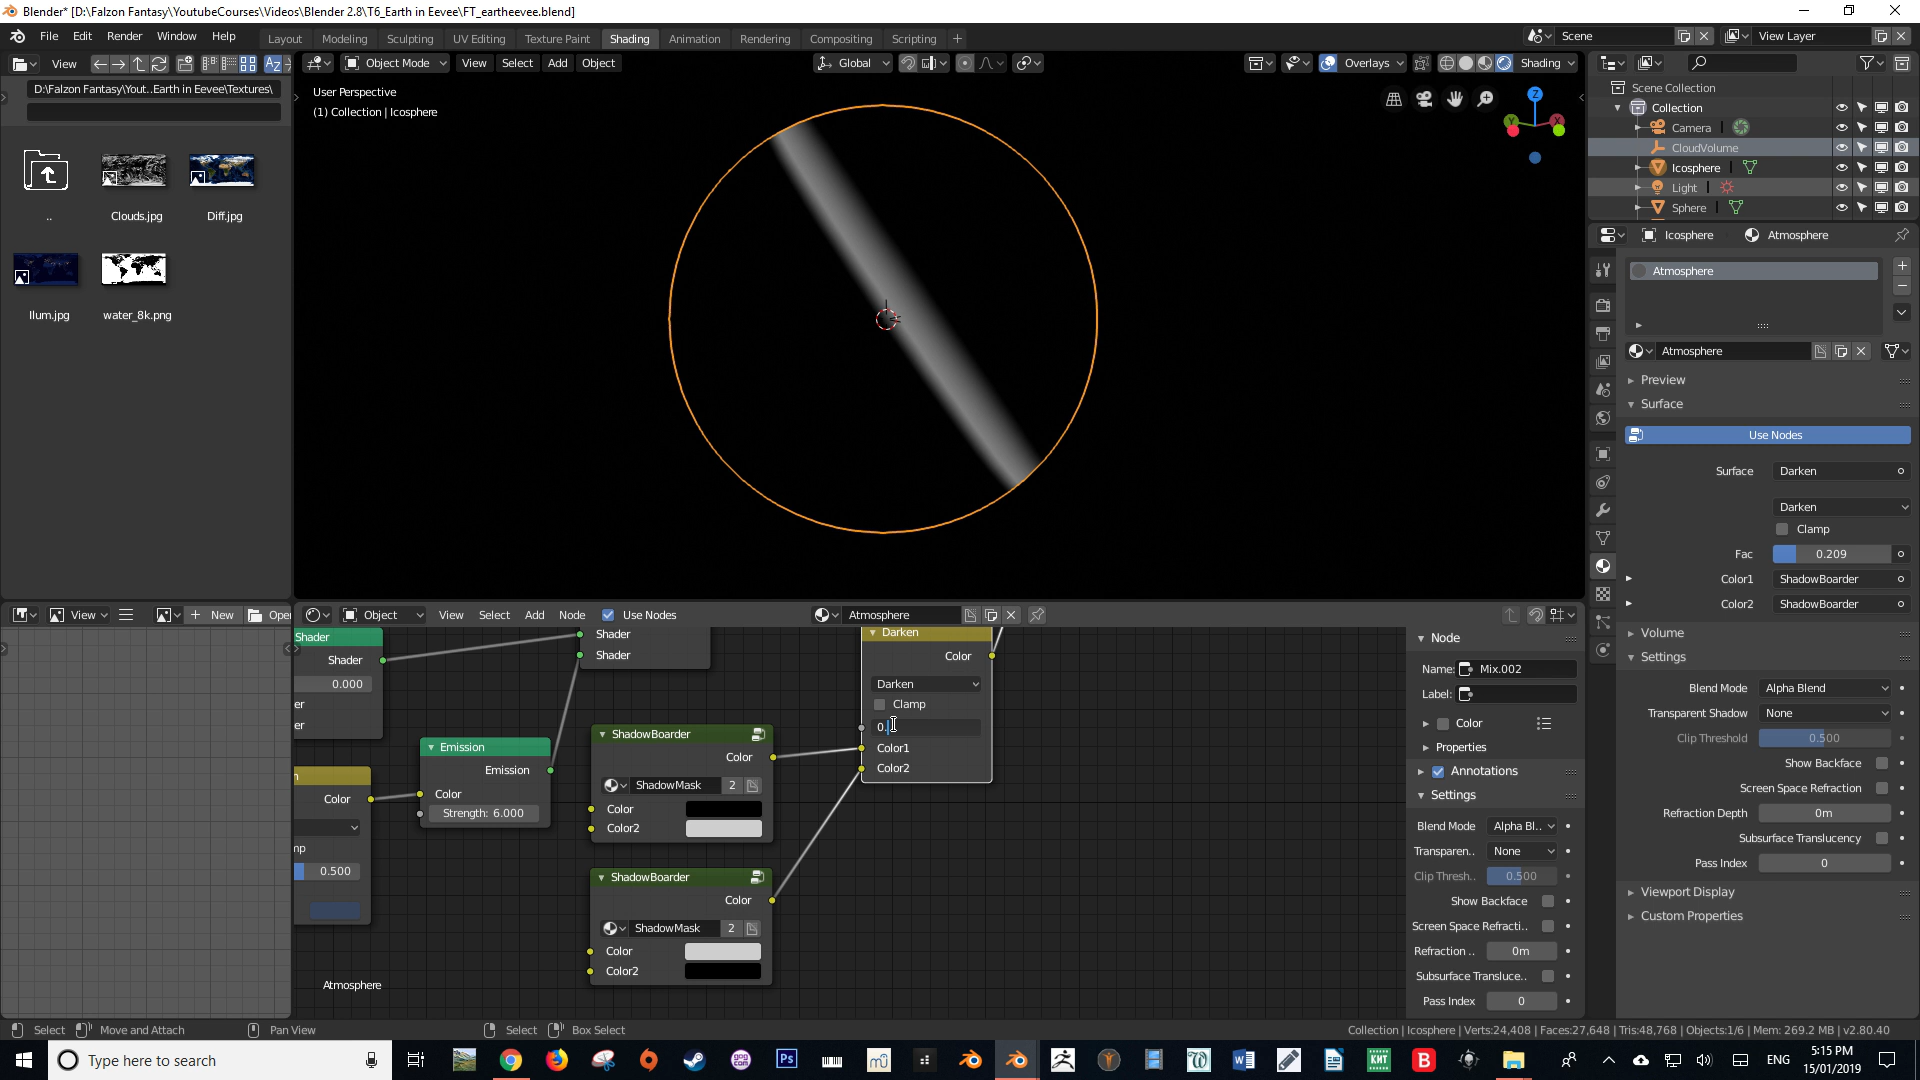 Blender* [D:\Falzon Fantasy\YoutubeCourses\Videos\Blender 2.8\T6_Earth in Eevee\FT_eartheevee.blend]
File Edit Render Window Help
Layout Modeling Sculpting UV Editing Texture Paint Shading Animation Rendering Compositing Scripting +
Scene
View Layer
View
D:\Falzon Fantasy\Yout..Earth in Eevee\Textures\
..
Clouds.jpg
Diff.jpg
Ilum.jpg
water_8k.png
Object Mode View Select Add Object
Global
Overlays
Shading
User Perspective
(1) Collection | Icosphere
Z
Scene Collection
Collection
Camera
CloudVolume
Icosphere
Light
Sphere
Icosphere Atmosphere
Atmosphere
Atmosphere
Preview
Surface
Use Nodes
Surface Darken
Darken
Clamp
Fac 0.209
Color1 ShadowBoarder
Color2 ShadowBoarder
Volume
Settings
Blend Mode Alpha Blend
Transparent Shadow None
Clip Threshold 0.500
Show Backface
Screen Space Refraction
Refraction Depth 0m
Subsurface Translucency
Pass Index 0
Viewport Display
Custom Properties
View New Open
Object View Select Add Node Use Nodes
Atmosphere
Shader
Shader
0.000
er
er
Shader
Shader
n
Color
mp
0.500
Emission
Emission
Color
Strength: 6.000
ShadowBoarder
Color
ShadowMask 2
Color
Color2
ShadowBoarder
Color
ShadowMask 2
Color
Color2
Darken
Color
Darken
Clamp
0.
Color1
Color2
Atmosphere
Node
Name: Mix.002
Label:
Color
Properties
Annotations
Settings
Blend Mode Alpha Bl..
Transparen.. None
Clip Thresh.. 0.500
Show Backface
Screen Space Refracti..
Refraction .. 0m
Subsurface Transluce..
Pass Index 0
Select Move and Attach Pan View Select Box Select
Collection | Icosphere | Verts:24,408 | Faces:27,648 | Tris:48,768 | Objects:1/6 | Mem: 269.2 MB | v2.80.40
Type here to search
ENG
5:15 PM
15/01/2019